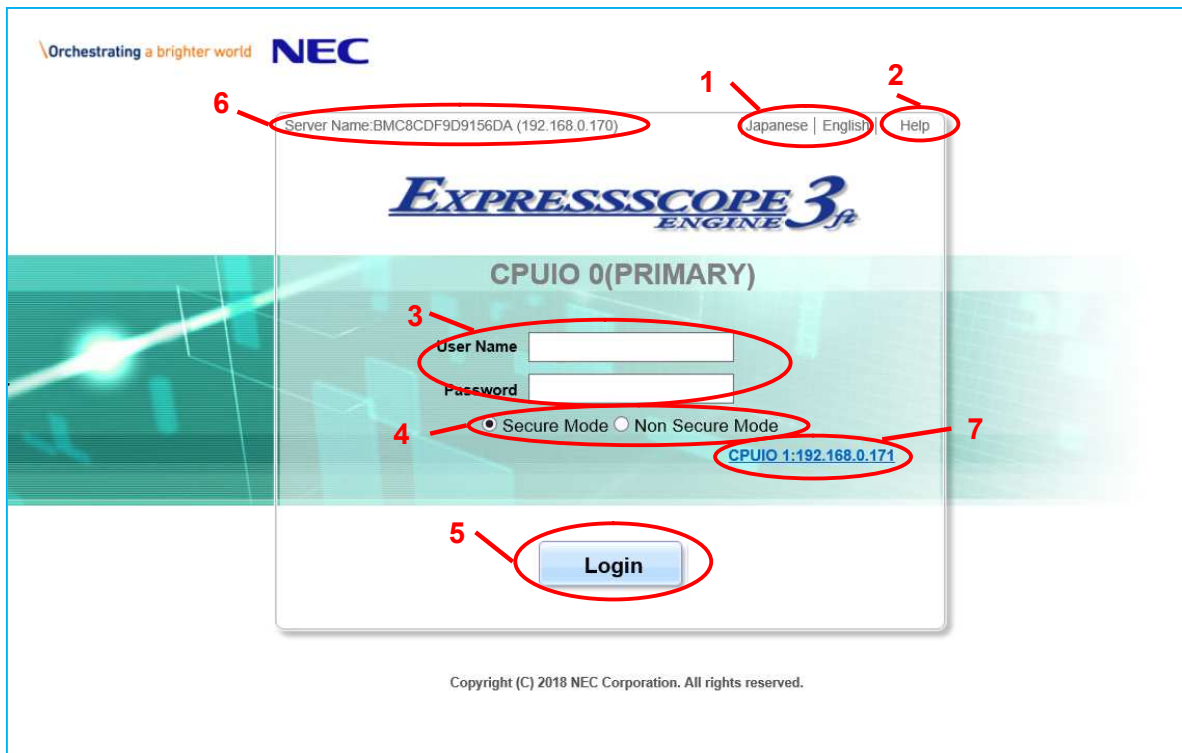 \Orchestrating a brighter world NEC
1 2
6
Server Name:BMC8CDF9D9156DA (192.168.0.170) Japanese | English | Help
EXPRESSSCOPE 3 ft
ENGINE
CPUIO 0(PRIMARY)
3
User Name
Password
4 Secure Mode Non Secure Mode 7
CPUIO 1:192.168.0.171
5
Login
Copyright (C) 2018 NEC Corporation. All rights reserved.